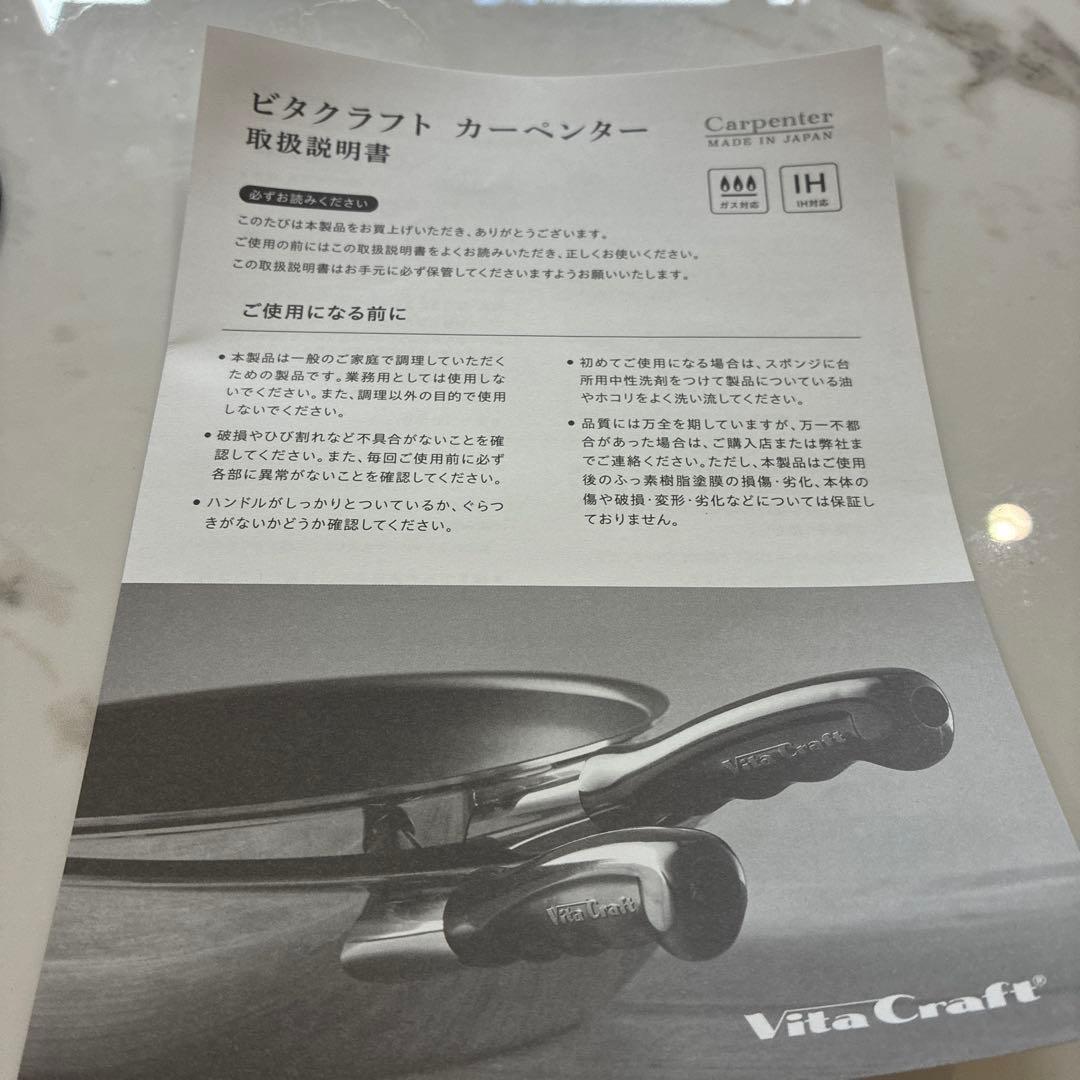 ビタクラフト カーペンター
取扱説明書
Carpenter
MADE IN JAPAN
ガス対応
IH
IH対応
必ずお読みください
このたびは本製品をお買上げいただき、ありがとうございます。
ご使用の前にはこの取扱説明書をよくお読みいただき、正しくお使いください。
この取扱説明書はお手元に必ず保管してくださいますようお願いいたします。
ご使用になる前に
● 本製品は一般のご家庭で調理していただく
ための製品です。業務用としては使用しな
いでください。また、調理以外の目的で使用
しないでください。
● 破損やひび割れなど不具合がないことを確
認してください。また、毎回ご使用前に必ず
各部に異常がないことを確認してください。
● ハンドルがしっかりとついているか、ぐらつ
きがないかどうか確認してください。
● 初めてご使用になる場合は、スポンジに台
所用中性洗剤をつけて製品についている油
やホコリをよく洗い流してください。
● 品質には万全を期していますが、万一不都
合があった場合は、ご購入店または弊社ま
でご連絡ください。ただし、本製品はご使用
後のふっ素樹脂塗膜の損傷・劣化、本体の
傷や破損・変形・劣化などについては保証し
ておりません。
Vita Craft
Vita Craft
Vita Craft®